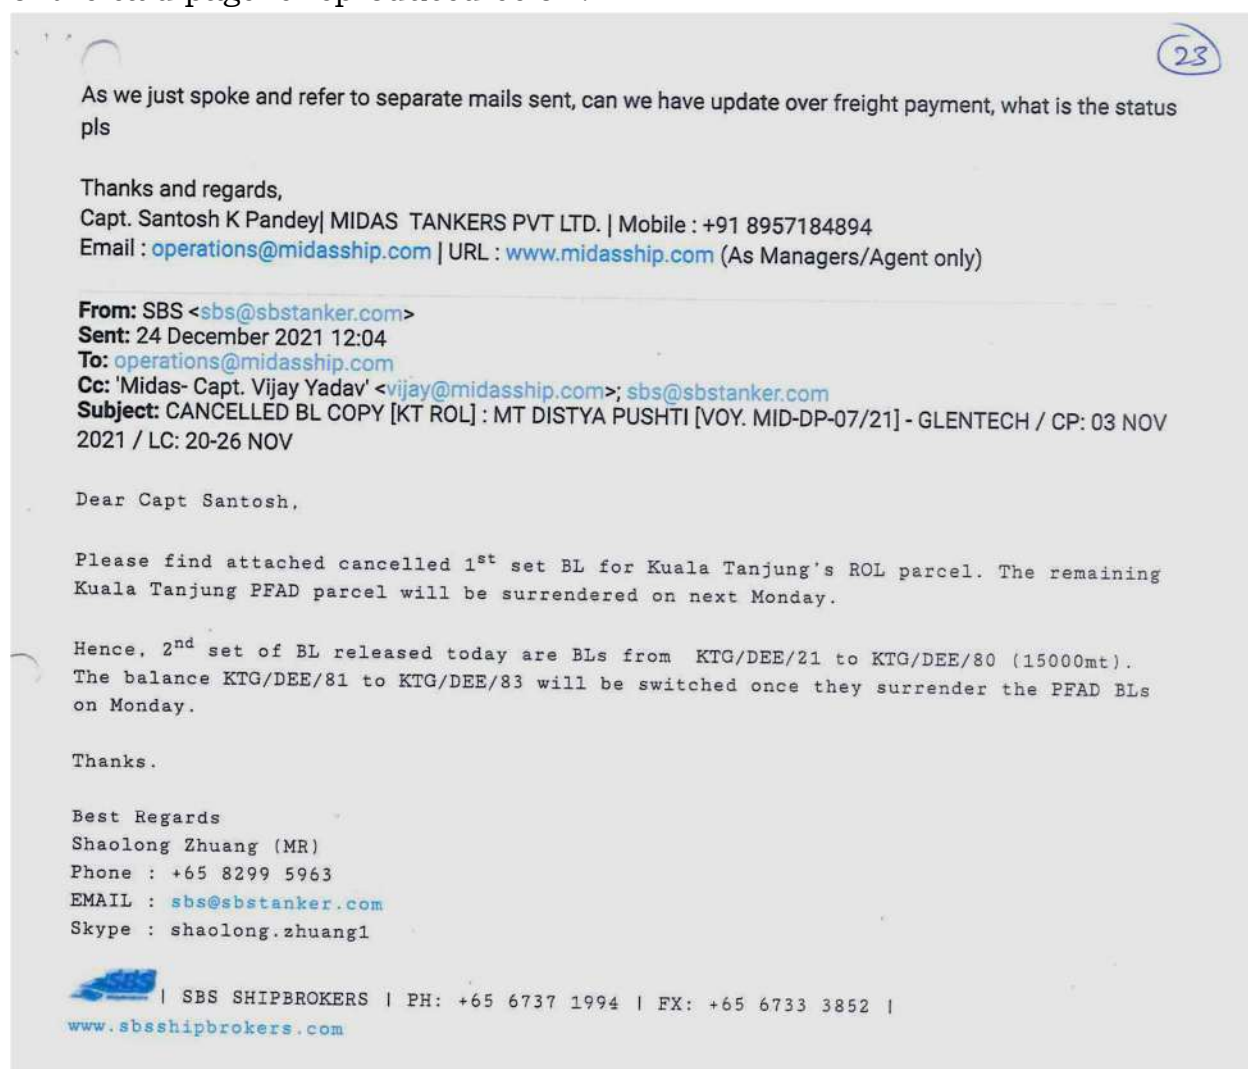 23
As we just spoke and refer to separate mails sent, can we have update over freight payment, what is the status
pls
Thanks and regards,
Capt. Santosh K Pandey| MIDAS TANKERS PVT LTD. | Mobile : +91 8957184894
Email : operations@midasship.com | URL : www.midasship.com (As Managers/Agent only)
From: SBS <sbs@sbstanker.com>
Sent: 24 December 2021 12:04
To: operations@midasship.com
Cc: 'Midas- Capt. Vijay Yadav' <vijay@midasship.com>; sbs@sbstanker.com
Subject: CANCELLED BL COPY [KT ROL] : MT DISTYA PUSHTI [VOY. MID-DP-07/21] - GLENTECH / CP: 03 NOV
2021 / LC: 20-26 NOV
Dear Capt Santosh,
Please find attached cancelled 1st set BL for Kuala Tanjung's ROL parcel. The remaining
Kuala Tanjung PFAD parcel will be surrendered on next Monday.
Hence, 2nd set of BL released today are BLs from KTG/DEE/21 to KTG/DEE/80 (15000mt).
The balance KTG/DEE/81 to KTG/DEE/83 will be switched once they surrender the PFAD BLs
on Monday.
Thanks.
Best Regards
Shaolong Zhuang (MR)
Phone : +65 8299 5963
EMAIL : sbs@sbstanker.com
Skype : shaolong.zhuang1
SBS | SBS SHIPBROKERS | PH: +65 6737 1994 | FX: +65 6733 3852 |
www.sbsshipbrokers.com